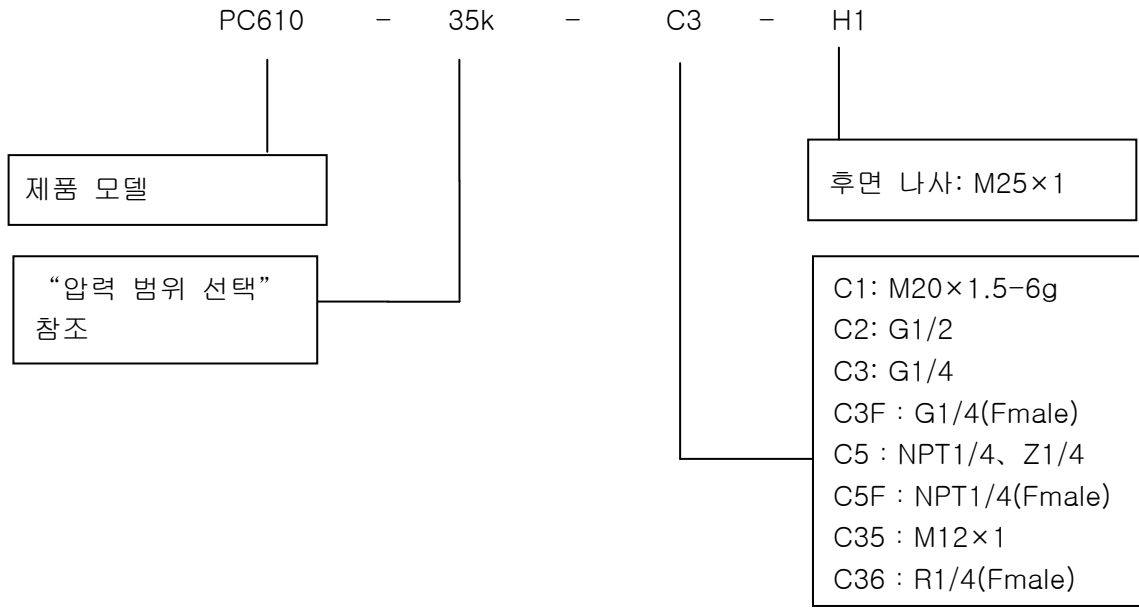 PC610 – 35k – C3 – H1
제품 모델
후면 나사: M25×1
“압력 범위 선택”
참조
C1: M20×1.5-6g
C2: G1/2
C3: G1/4
C3F : G1/4(Fmale)
C5 : NPT1/4、Z1/4
C5F : NPT1/4(Fmale)
C35 : M12×1
C36 : R1/4(Fmale)